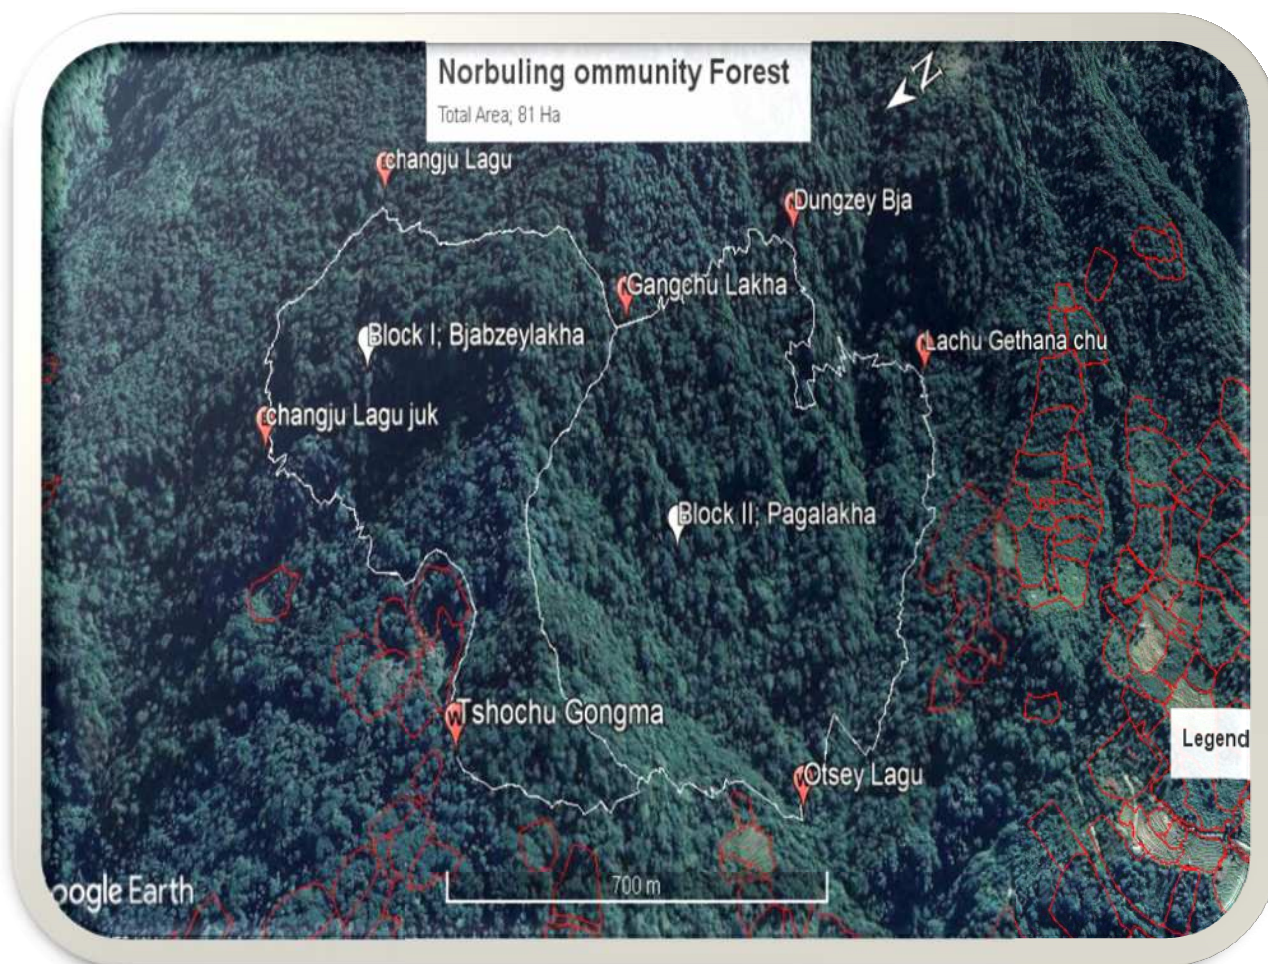 Norbuling ommunity Forest
Total Area; 81 Ha
N
changju Lagu
Dungzey Bja
Gangchu Lakha
Block I; Bjabzeylakha
Lachu Gethana chu
changju Lagu juk
Block II; Pagalakha
Tshochu Gongma
Legend
Otsey Lagu
700 m
oogle Earth